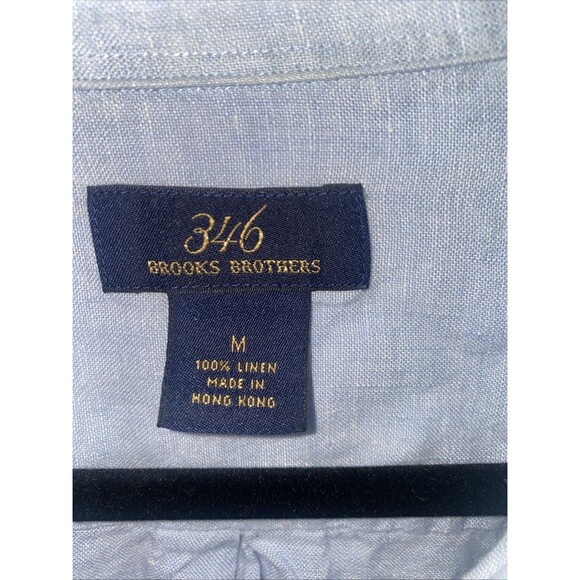 346
BROOKS BROTHERS
M
100% LINEN
MADE IN
HONG KONG